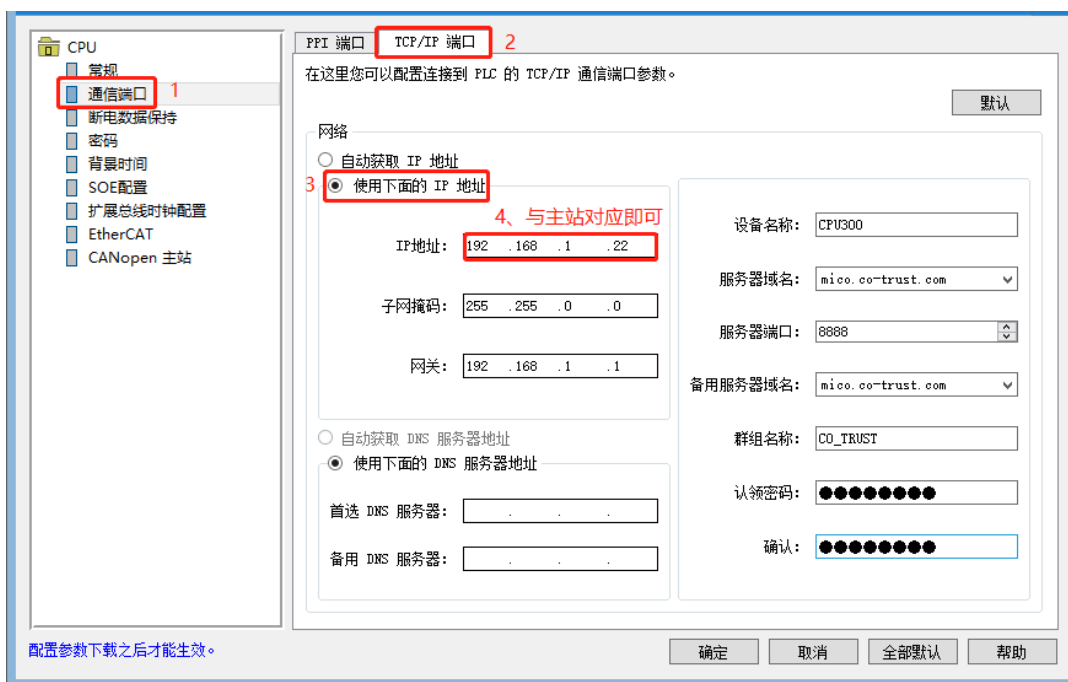 CPU
常规
通信端口 1
断电数据保持
密码
背景时间
SOE配置
扩展总线时钟配置
EtherCAT
CANopen 主站
PPI 端口 TCP/IP 端口 2
在这里您可以配置连接到 PLC 的 TCP/IP 通信端口参数。
默认
网络
自动获取 IP 地址
3 使用下面的 IP 地址
4、与主站对应即可
IP地址: 192 .168 .1 .22
子网掩码: 255 .255 .0 .0
网关: 192 .168 .1 .1
自动获取 DNS 服务器地址
使用下面的 DNS 服务器地址
首选 DNS 服务器: . . .
备用 DNS 服务器: . . .
设备名称: CPU300
服务器域名: mico.co-trust.com
服务器端口: 8888
备用服务器域名: mico.co-trust.com
群组名称: CO_TRUST
认领密码: ●●●●●●●●
确认: ●●●●●●●●
配置参数下载之后才能生效。
确定 取消 全部默认 帮助